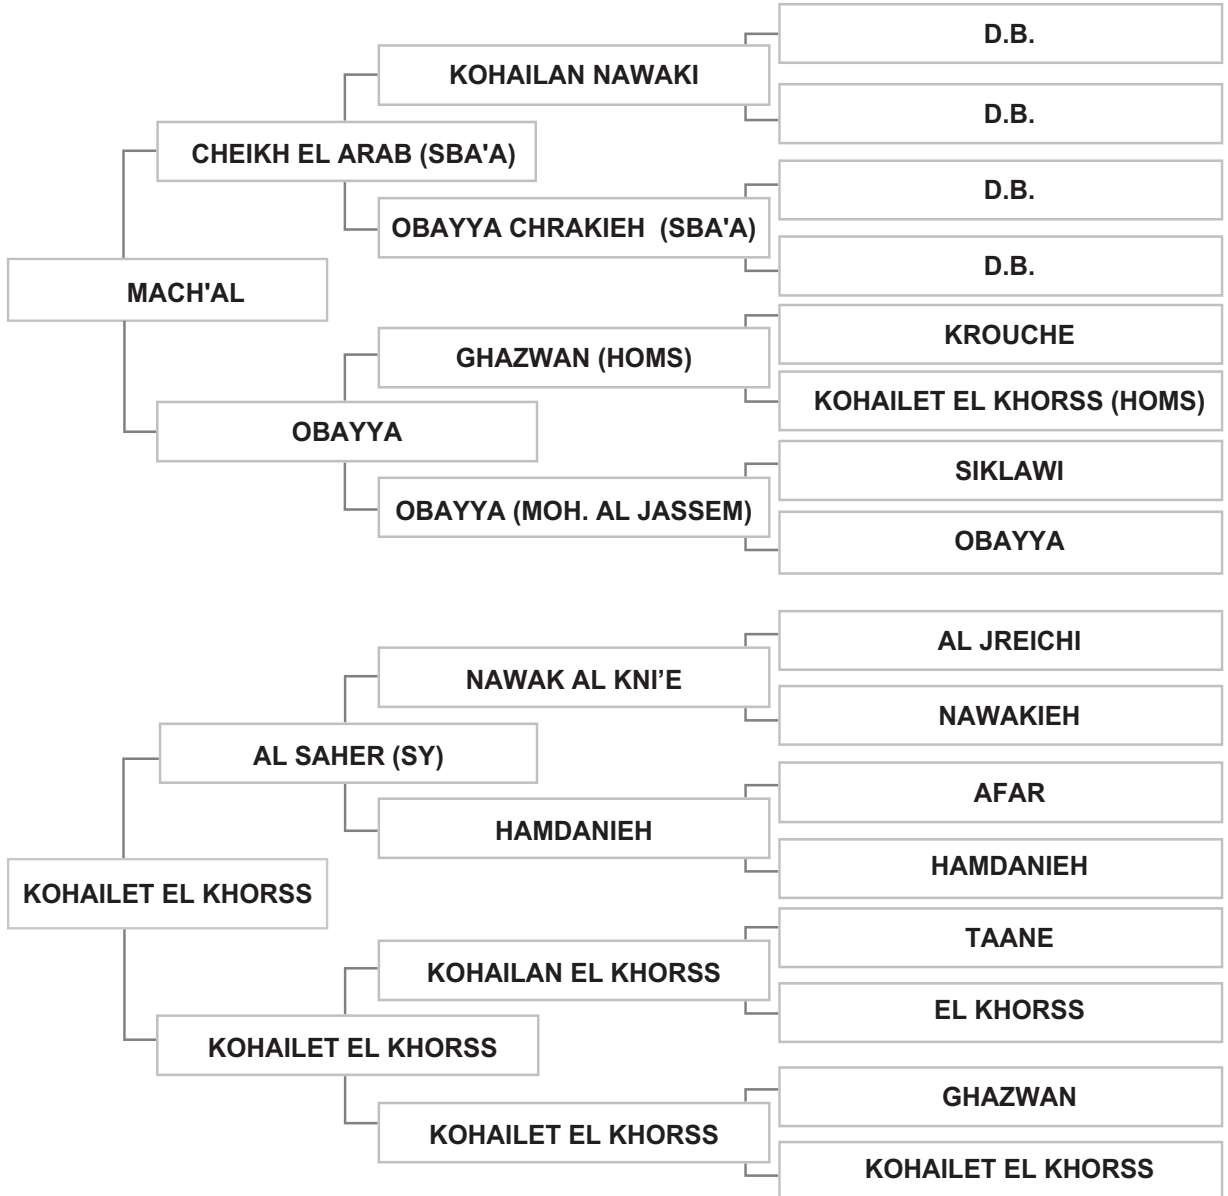 D.B.
KOHAILAN NAWAKI
D.B.
CHEIKH EL ARAB (SBA'A)
D.B.
OBAYYA CHRAKIEH (SBA'A)
D.B.
MACH'AL
KROUCHE
GHAZWAN (HOMS)
KOHAILET EL KHORSS (HOMS)
OBAYYA
SIKLAWI
OBAYYA (MOH. AL JASSEM)
OBAYYA
AL JREICHI
NAWAK AL KNI’E
NAWAKIEH
AL SAHER (SY)
AFAR
HAMDANIEH
HAMDANIEH
KOHAILET EL KHORSS
TAANE
KOHAILAN EL KHORSS
EL KHORSS
KOHAILET EL KHORSS
GHAZWAN
KOHAILET EL KHORSS
KOHAILET EL KHORSS